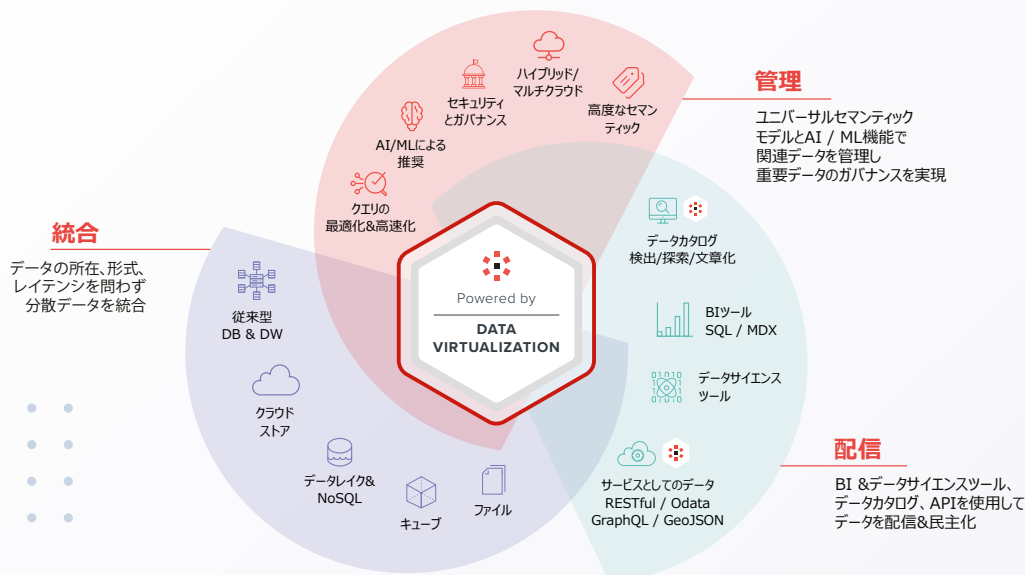 管理
ユニバーサルセマンティック
モデルとAI / ML機能で
関連データを管理し
重要データのガバナンスを実現
ハイブリッド/
マルチクラウド
セキュリティ
とガバナンス
高度なセマン
ティック
AI/MLによる
推奨
クエリの
最適化&高速化
統合
データの所在、形式、
レイテンシを問わず
分散データを統合
従来型
DB & DW
クラウド
ストア
データレイク&
NoSQL
キューブ
ファイル
Powered by
DATA
VIRTUALIZATION
データカタログ
検出/探索/文章化
BIツール
SQL / MDX
データサイエンス
ツール
サービスとしてのデータ
RESTful / Odata
GraphQL / GeoJSON
配信
BI &データサイエンスツール、
データカタログ、APIを使用して
データを配信&民主化